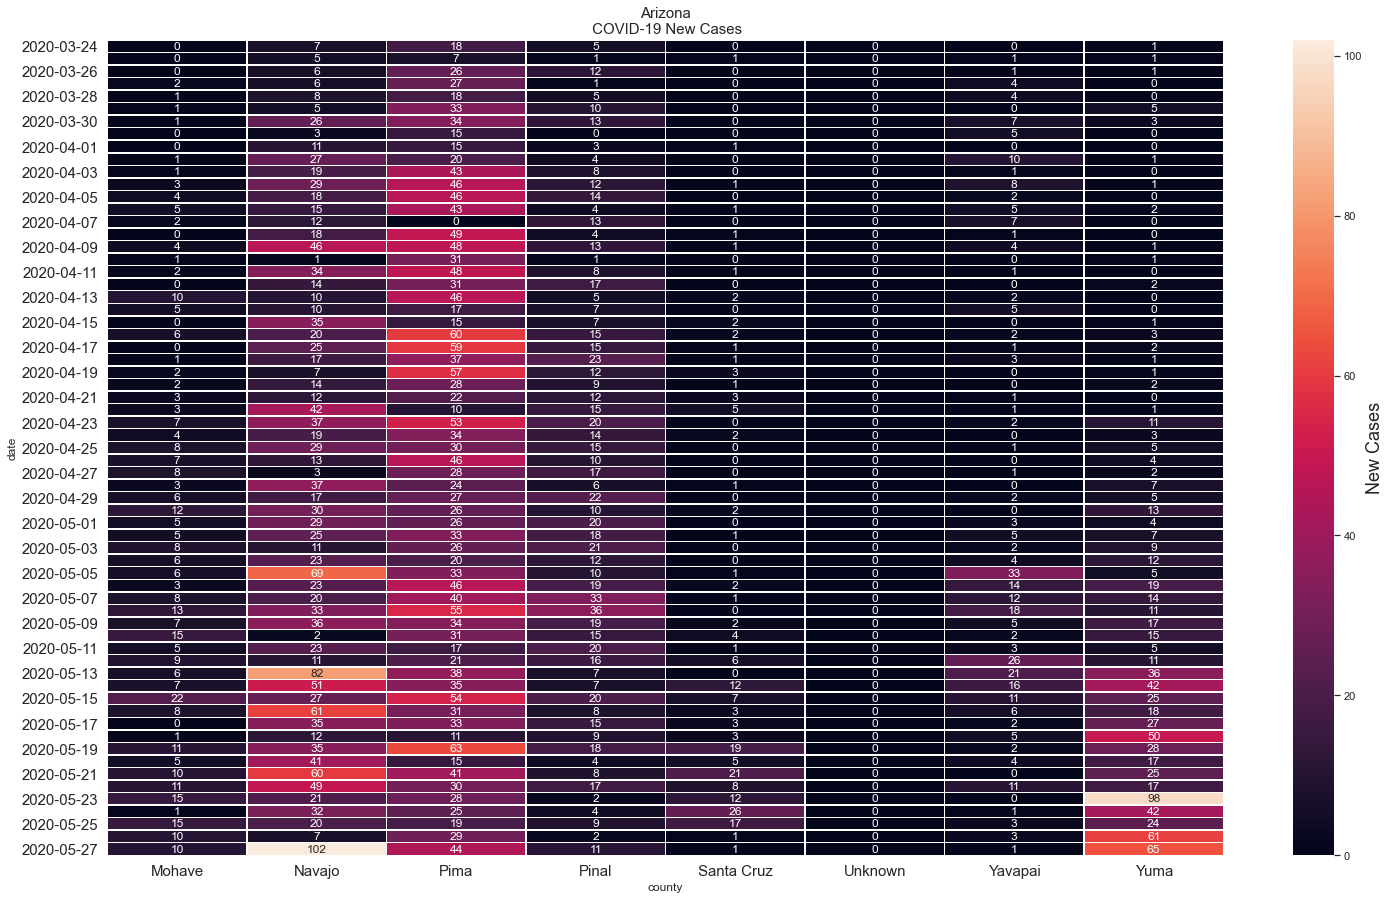 Arizona
COVID-19 New Cases
2020-03-24 0 7 18 5 0 0 0 1
0 5 7 1 1 0 1 1
2020-03-26 0 6 26 12 0 0 1 1
2 6 27 1 0 0 4 0
2020-03-28 1 8 18 5 0 0 4 0
1 5 33 10 0 0 0 5
2020-03-30 1 26 34 13 0 0 7 3
0 3 15 0 0 0 5 0
2020-04-01 0 11 15 3 1 0 0 0
1 27 20 4 0 0 10 1
2020-04-03 1 19 43 8 0 0 1 0
3 29 46 12 1 0 8 1
2020-04-05 4 18 46 14 0 0 2 0
5 15 43 4 1 0 5 2
2020-04-07 2 12 0 13 0 0 7 0
0 18 49 4 1 0 1 0
2020-04-09 4 46 48 13 1 0 4 1
1 1 31 1 0 0 0 1
2020-04-11 2 34 48 8 1 0 1 0
0 14 31 17 0 0 0 2
2020-04-13 10 10 46 5 2 0 2 0
5 10 17 7 0 0 5 0
2020-04-15 0 35 15 7 2 0 0 1
6 20 60 15 2 0 2 3
2020-04-17 0 25 59 15 1 0 1 2
1 17 37 23 1 0 3 1
2020-04-19 2 7 57 12 3 0 0 1
2 14 28 9 1 0 0 2
2020-04-21 3 12 22 12 3 0 1 0
3 42 10 15 5 0 1 1
2020-04-23 7 37 53 20 0 0 2 11
4 19 34 14 2 0 0 3
2020-04-25 8 29 30 15 0 0 1 5
7 13 46 10 0 0 0 4
2020-04-27 8 3 28 17 0 0 1 2
3 37 24 6 1 0 0 7
2020-04-29 6 17 27 22 0 0 2 5
12 30 26 10 2 0 0 13
2020-05-01 5 29 26 20 0 0 3 4
5 25 33 18 1 0 5 7
2020-05-03 8 11 26 21 0 0 2 9
6 23 20 12 0 0 4 12
2020-05-05 6 69 33 10 1 0 33 5
3 23 46 19 2 0 14 19
2020-05-07 8 20 40 33 1 0 12 14
13 33 55 36 0 0 18 11
2020-05-09 7 36 34 19 2 0 5 17
15 2 31 15 4 0 2 15
2020-05-11 5 23 17 20 1 0 3 5
9 11 21 16 6 0 26 11
2020-05-13 6 82 38 7 0 0 21 36
7 51 35 7 12 0 16 42
2020-05-15 22 27 54 20 7 0 11 25
8 61 31 8 3 0 6 18
2020-05-17 0 35 33 15 3 0 2 27
1 12 11 9 3 0 5 50
2020-05-19 11 35 63 18 19 0 2 28
5 41 15 4 5 0 4 17
2020-05-21 10 60 41 8 21 0 0 25
11 49 30 17 8 0 11 17
2020-05-23 15 21 28 2 12 0 0 98
1 32 25 4 26 0 1 42
2020-05-25 15 20 19 9 17 0 3 24
10 7 29 2 1 0 3 61
2020-05-27 10 102 44 11 1 0 1 65
Mohave Navajo Pima Pinal Santa Cruz Unknown Yavapai Yuma
county
date
100
80
60
40
20
0
New Cases